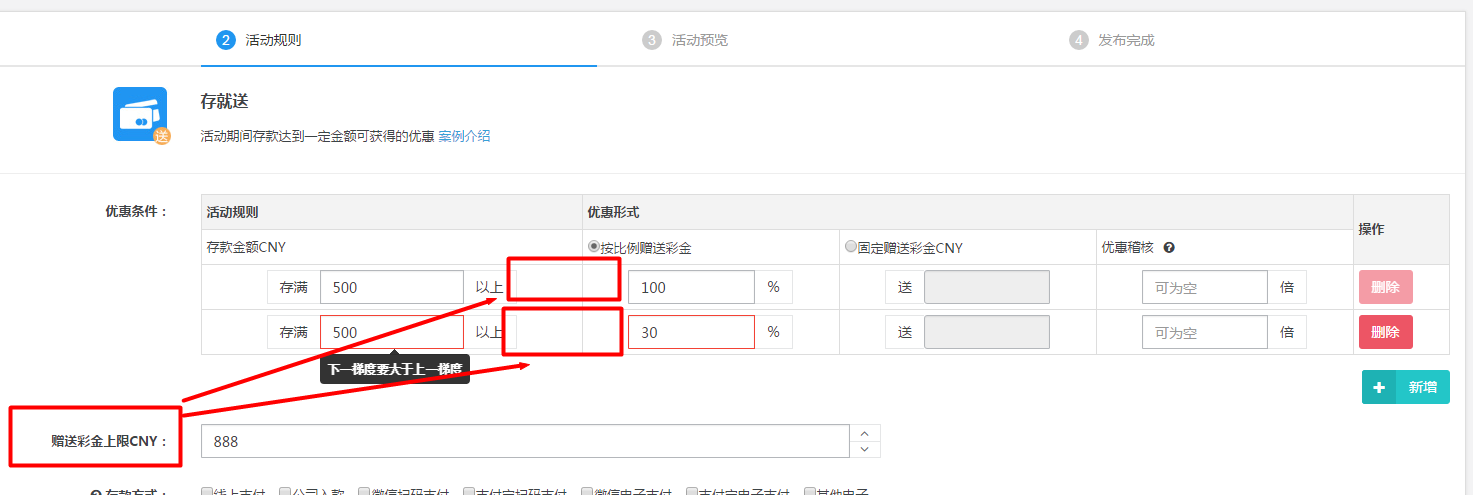 2 活动规则 3 活动预览 4 发布完成
存就送
送
活动期间存款达到一定金额可获得的优惠 案例介绍
优惠条件：
活动规则 优惠形式 操作
存款金额CNY 按比例赠送彩金 固定赠送彩金CNY 优惠稽核
存满 500 以上 100 % 送 可为空 倍 删除
存满 500 以上 30 % 送 可为空 倍 删除
下一梯度要大于上一梯度
+ 新增
赠送彩金上限CNY： 888
存款方式： 线上支付 公司入款 微信扫码支付 支付宝扫码支付 微信电子支付 支付宝电子支付 其他电子